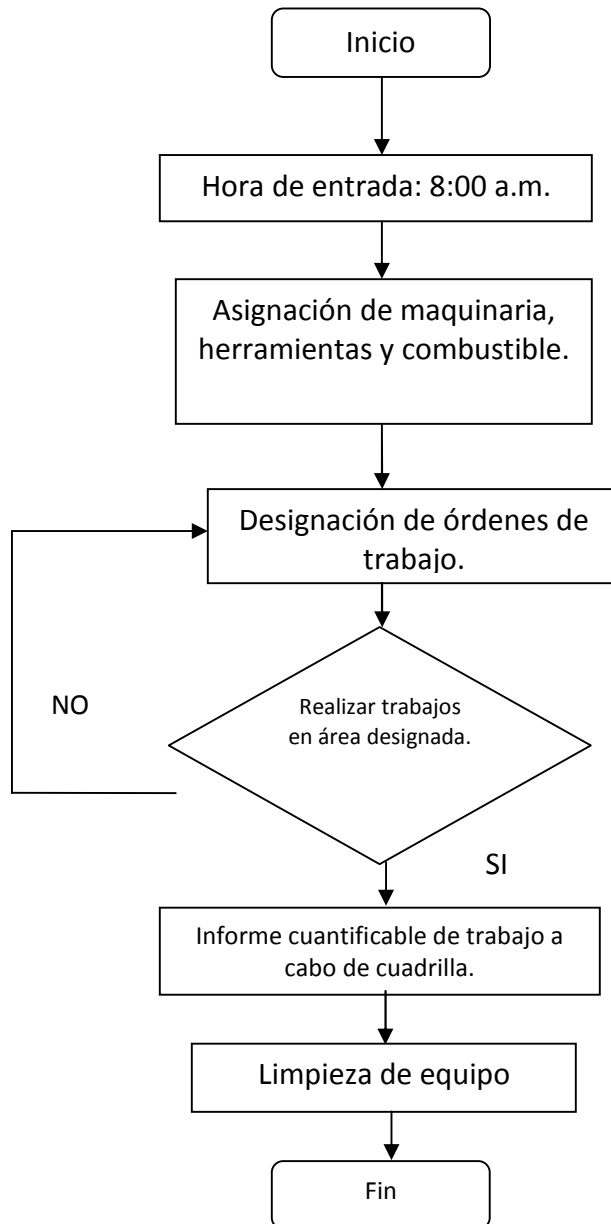 Inicio
Hora de entrada: 8:00 a.m.
Asignación de maquinaria,
herramientas y combustible.
Designación de órdenes de
trabajo.
NO
Realizar trabajos
en área designada.
SI
Informe cuantificable de trabajo a
cabo de cuadrilla.
Limpieza de equipo
Fin